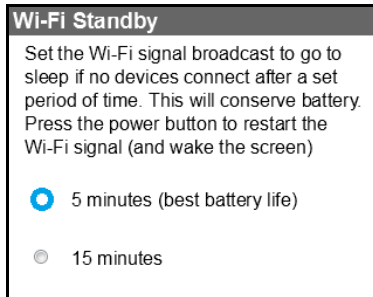 Wi-Fi Standby
Set the Wi-Fi signal broadcast to go to
sleep if no devices connect after a set
period of time. This will conserve battery.
Press the power button to restart the
Wi-Fi signal (and wake the screen)
5 minutes (best battery life)
15 minutes